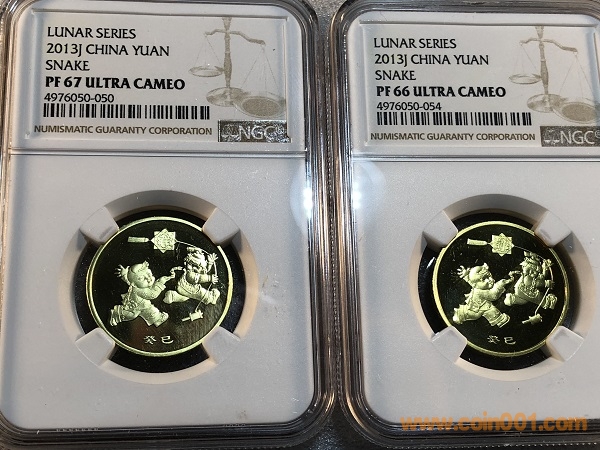 LUNAR SERIES
2013J CHINA YUAN
SNAKE
PF 67 ULTRA CAMEO
4976050-050
NUMISMATIC GUARANTY CORPORATION
NGC
癸巳
LUNAR SERIES
2013J CHINA YUAN
SNAKE
PF 66 ULTRA CAMEO
4976050-054
NUMISMATIC GUARANTY CORPORATION
NGC
癸巳
www.coin001.com